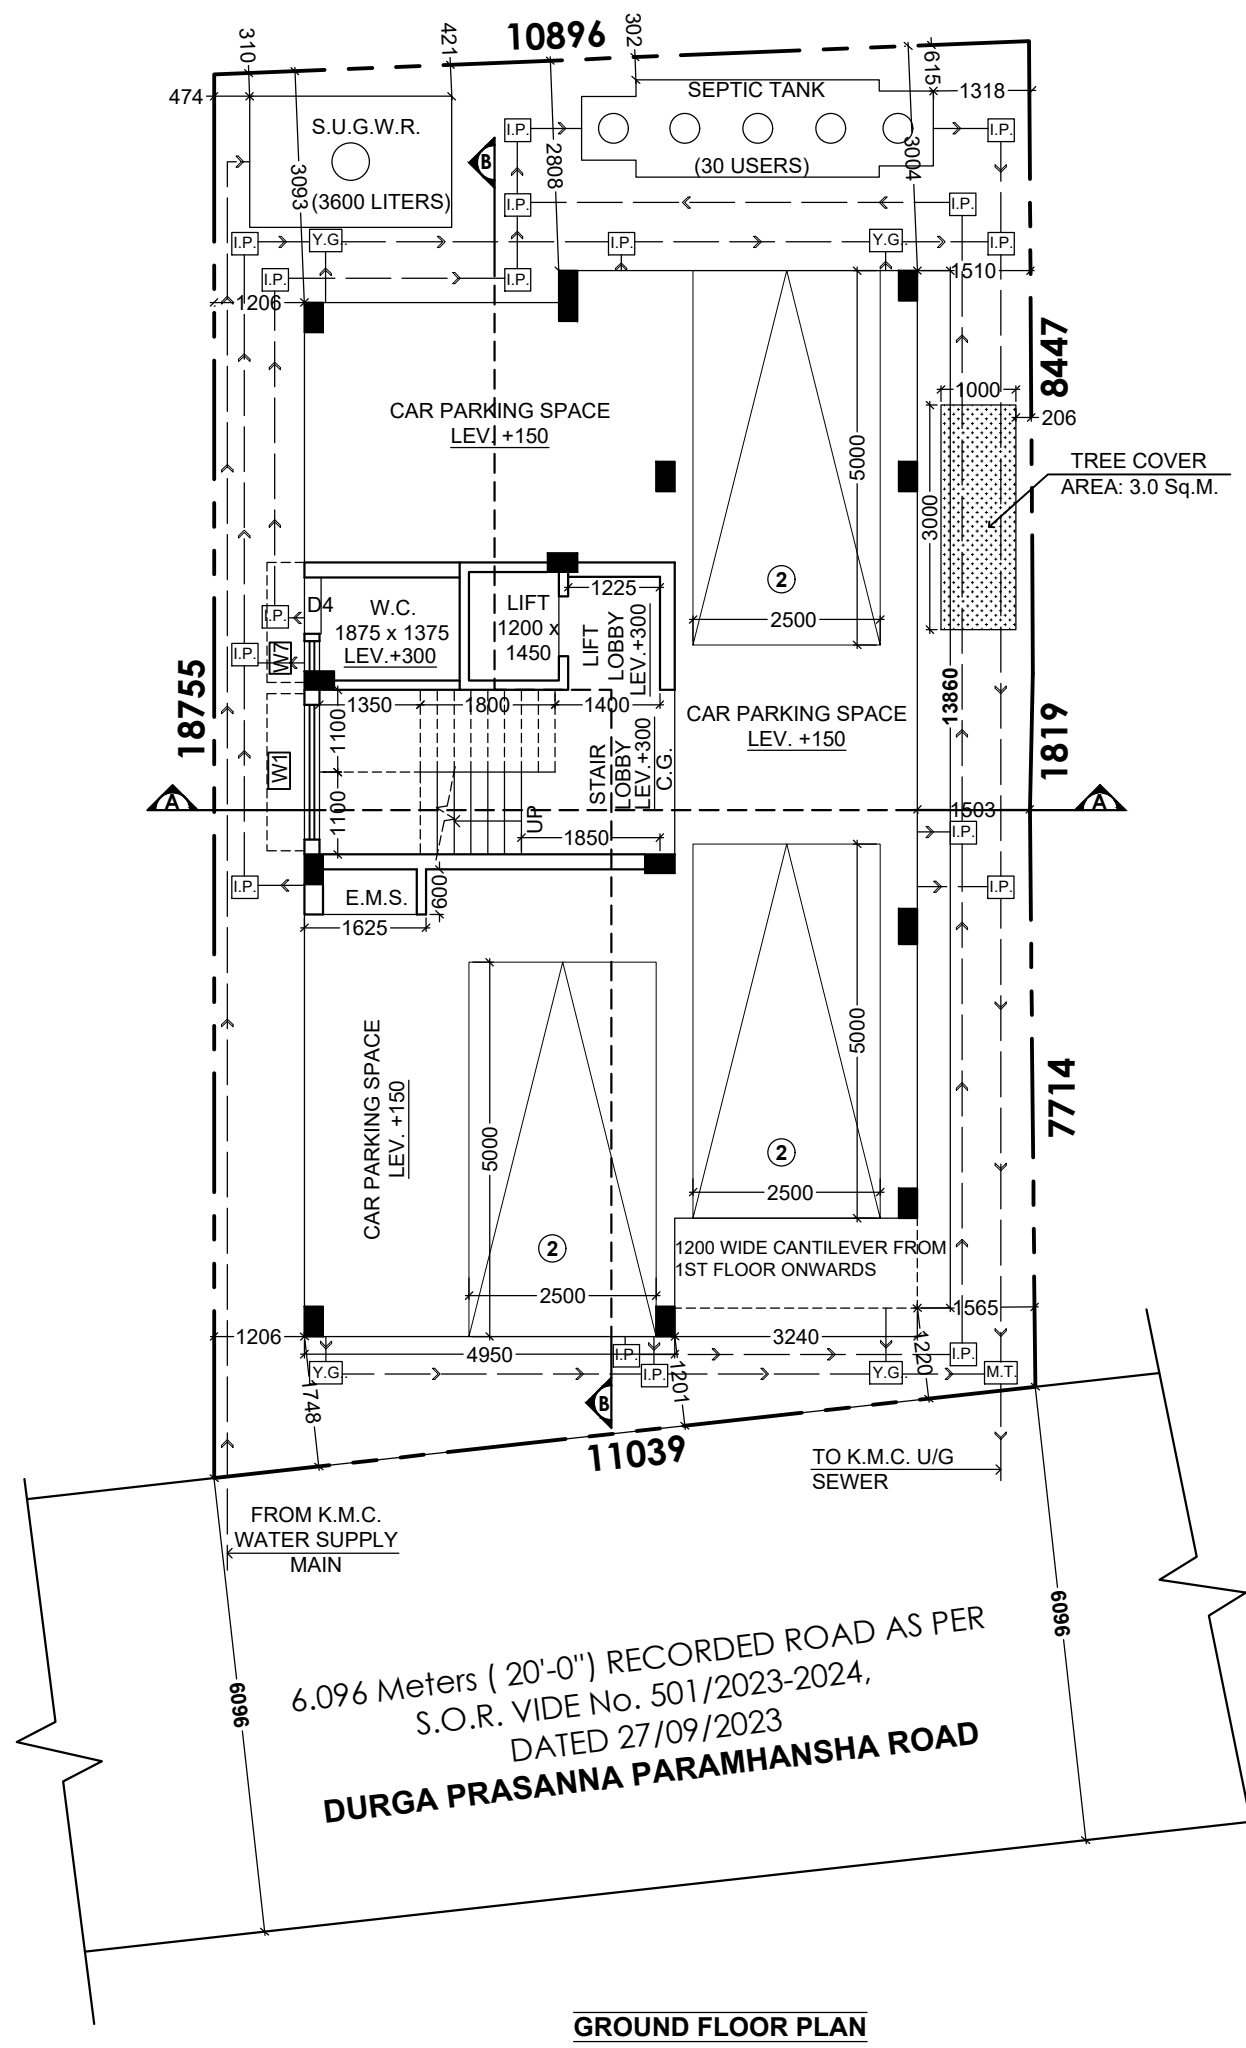 10896
310
421
302
615
474
1318
SEPTIC TANK
S.U.G.W.R.
I.P.
I.P.
B
(30 USERS)
3093
2808
3004
(3600 LITERS)
I.P.
I.P.
I.P.
Y.G.
I.P.
Y.G.
I.P.
I.P.
I.P.
1510
1206
8447
1000
206
CAR PARKING SPACE
LEV. +150
5000
TREE COVER
AREA: 3.0 Sq.M.
3000
2
1225
2500
D4
W.C.
1875 x 1375
LEV.+300
LIFT
1200 x
1450
LIFT
LOBBY
LEV.+300
I.P.
I.P.
W7
18755
1350
1800
1400
13860
CAR PARKING SPACE
LEV. +150
1819
1100
W1
STAIR
LOBBY
LEV.+300
C.G.
A
A
1503
1100
UP
I.P.
1850
I.P.
I.P.
E.M.S.
600
1625
CAR PARKING SPACE
LEV. +150
5000
7714
5000
2
2500
2
1200 WIDE CANTILEVER FROM
1ST FLOOR ONWARDS
2500
1565
1206
3240
4950
I.P.
I.P.
Y.G.
I.P.
Y.G.
M.T.
1748
1201
1220
B
11039
TO K.M.C. U/G
SEWER
FROM K.M.C.
WATER SUPPLY
MAIN
6096
6096
6.096 Meters ( 20'-0") RECORDED ROAD AS PER
S.O.R. VIDE No. 501/2023-2024,
DATED 27/09/2023
DURGA PRASANNA PARAMHANSHA ROAD
GROUND FLOOR PLAN